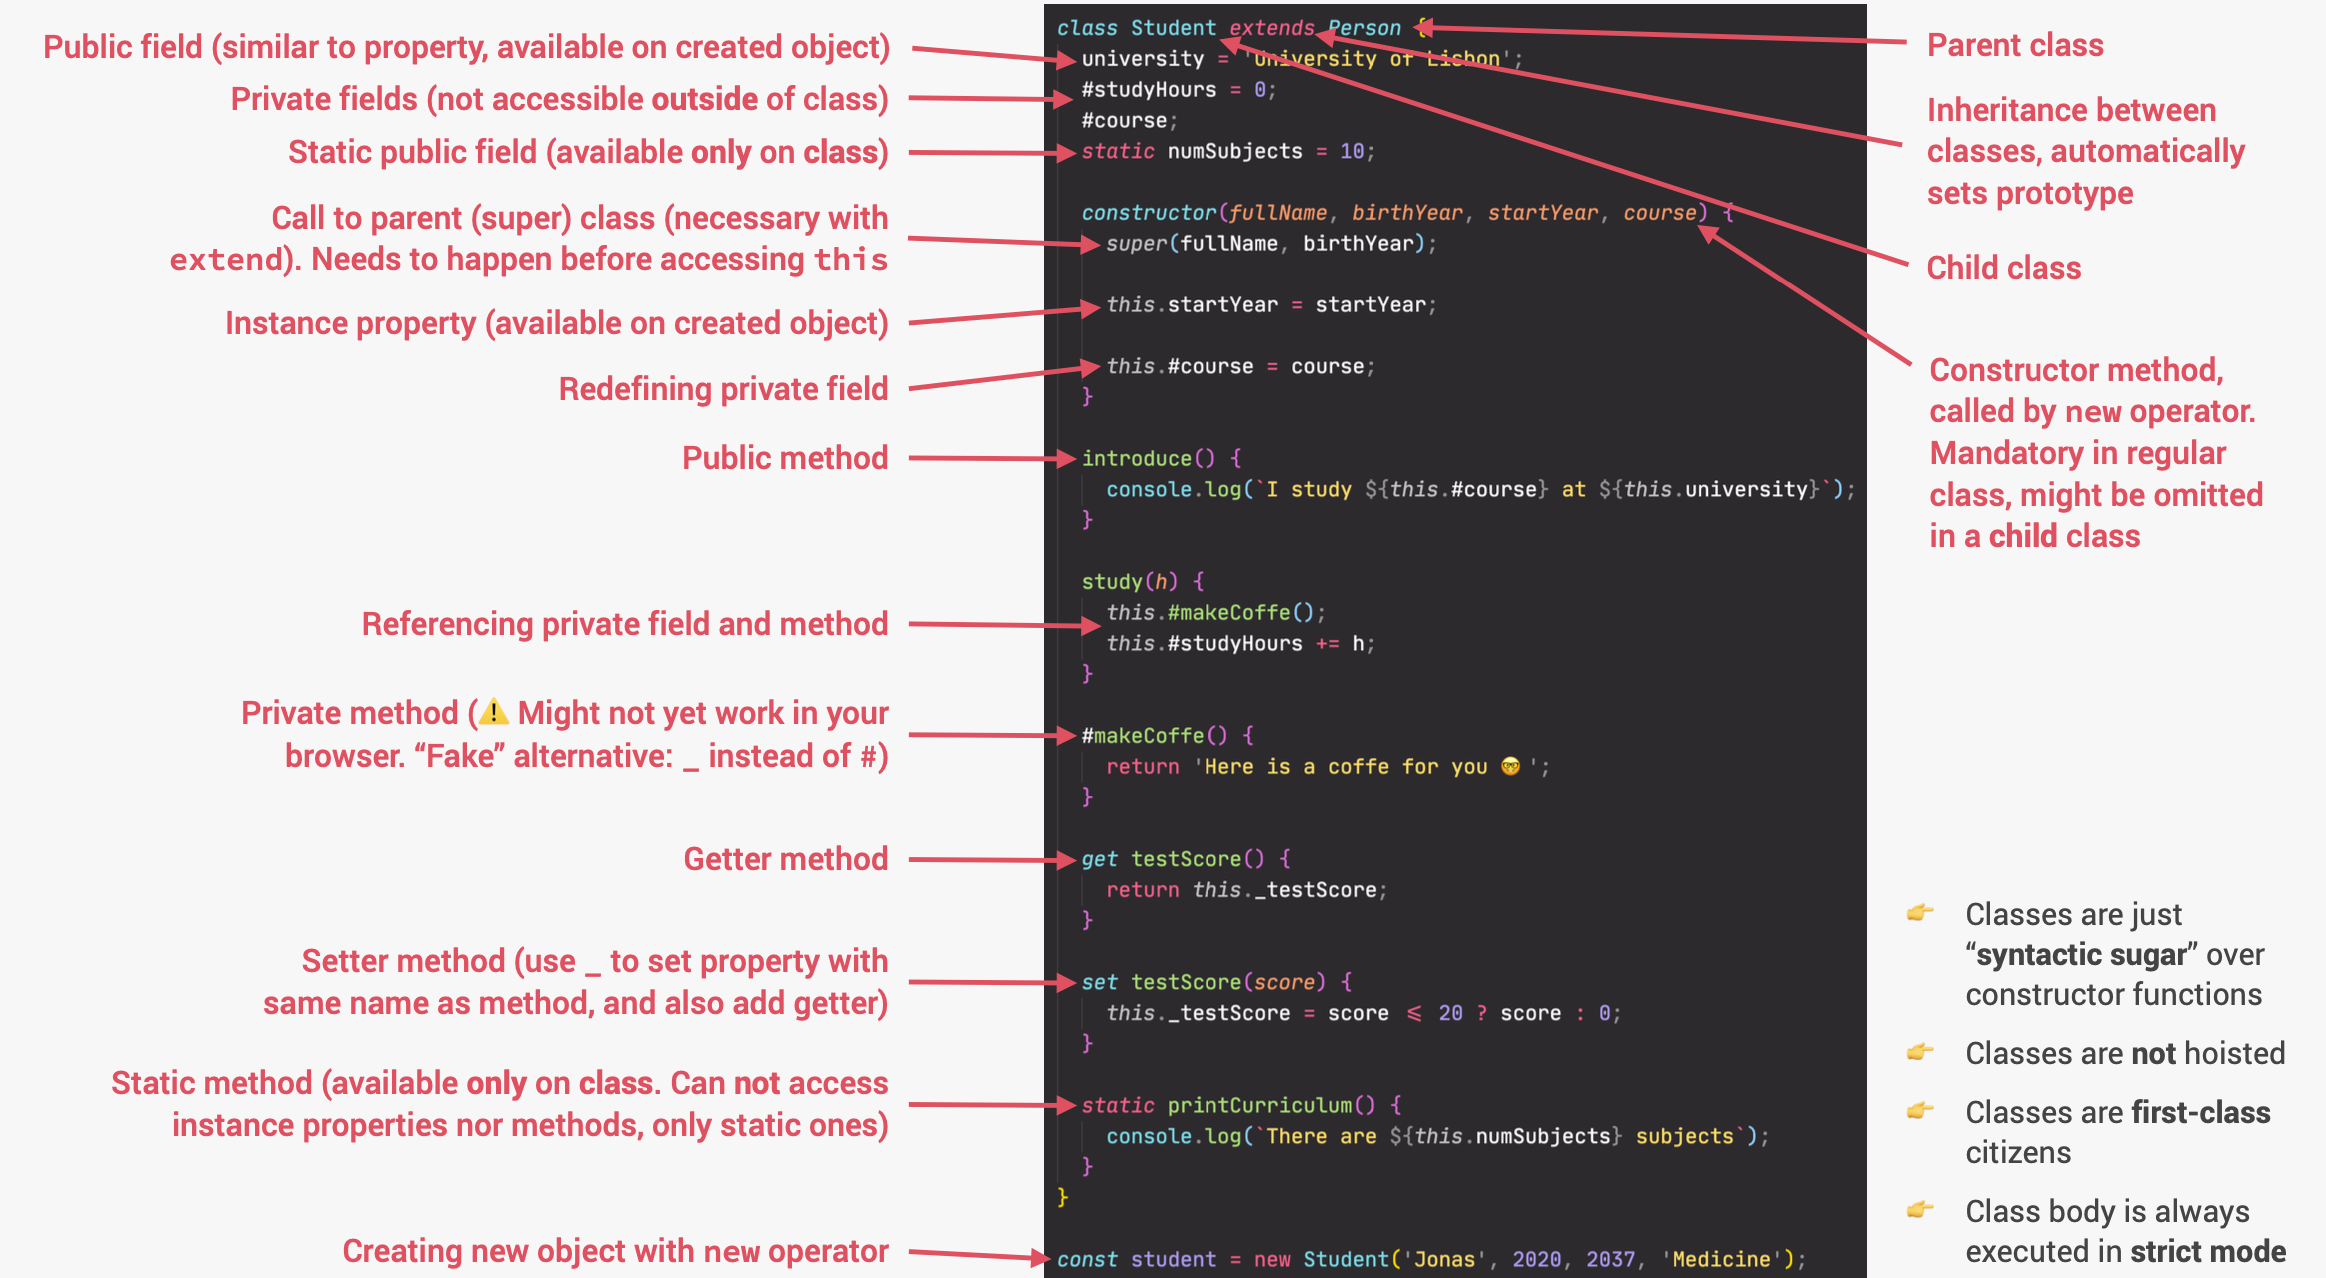 Public field (similar to property, available on created object)
Private fields (not accessible outside of class)
Static public field (available only on class)
Call to parent (super) class (necessary with
extend). Needs to happen before accessing this
Instance property (available on created object)
Redefining private field
Public method
Referencing private field and method
Private method (⚠️ Might not yet work in your
browser. “Fake” alternative: _ instead of #)
Getter method
Setter method (use _ to set property with
same name as method, and also add getter)
Static method (available only on class. Can not access
instance properties nor methods, only static ones)
Creating new object with new operator
class Student extends Person {
university = 'University of Lisbon';
#studyHours = 0;
#course;
static numSubjects = 10;
constructor(fullName, birthYear, startYear, course) {
super(fullName, birthYear);
this.startYear = startYear;
this.#course = course;
}
introduce() {
console.log(`I study ${this.#course} at ${this.university}`);
}
study(h) {
this.#makeCoffe();
this.#studyHours += h;
}
#makeCoffe() {
return 'Here is a coffe for you 🤓 ';
}
get testScore() {
return this._testScore;
}
set testScore(score) {
this._testScore = score ⩽ 20 ? score : 0;
}
static printCurriculum() {
console.log(`There are ${this.numSubjects} subjects`);
}
}
const student = new Student('Jonas', 2020, 2037, 'Medicine');
Parent class
Inheritance between
classes, automatically
sets prototype
Child class
Constructor method,
called by new operator.
Mandatory in regular
class, might be omitted
in a child class
👉 Classes are just
“syntactic sugar” over
constructor functions
👉 Classes are not hoisted
👉 Classes are first-class
citizens
👉 Class body is always
executed in strict mode